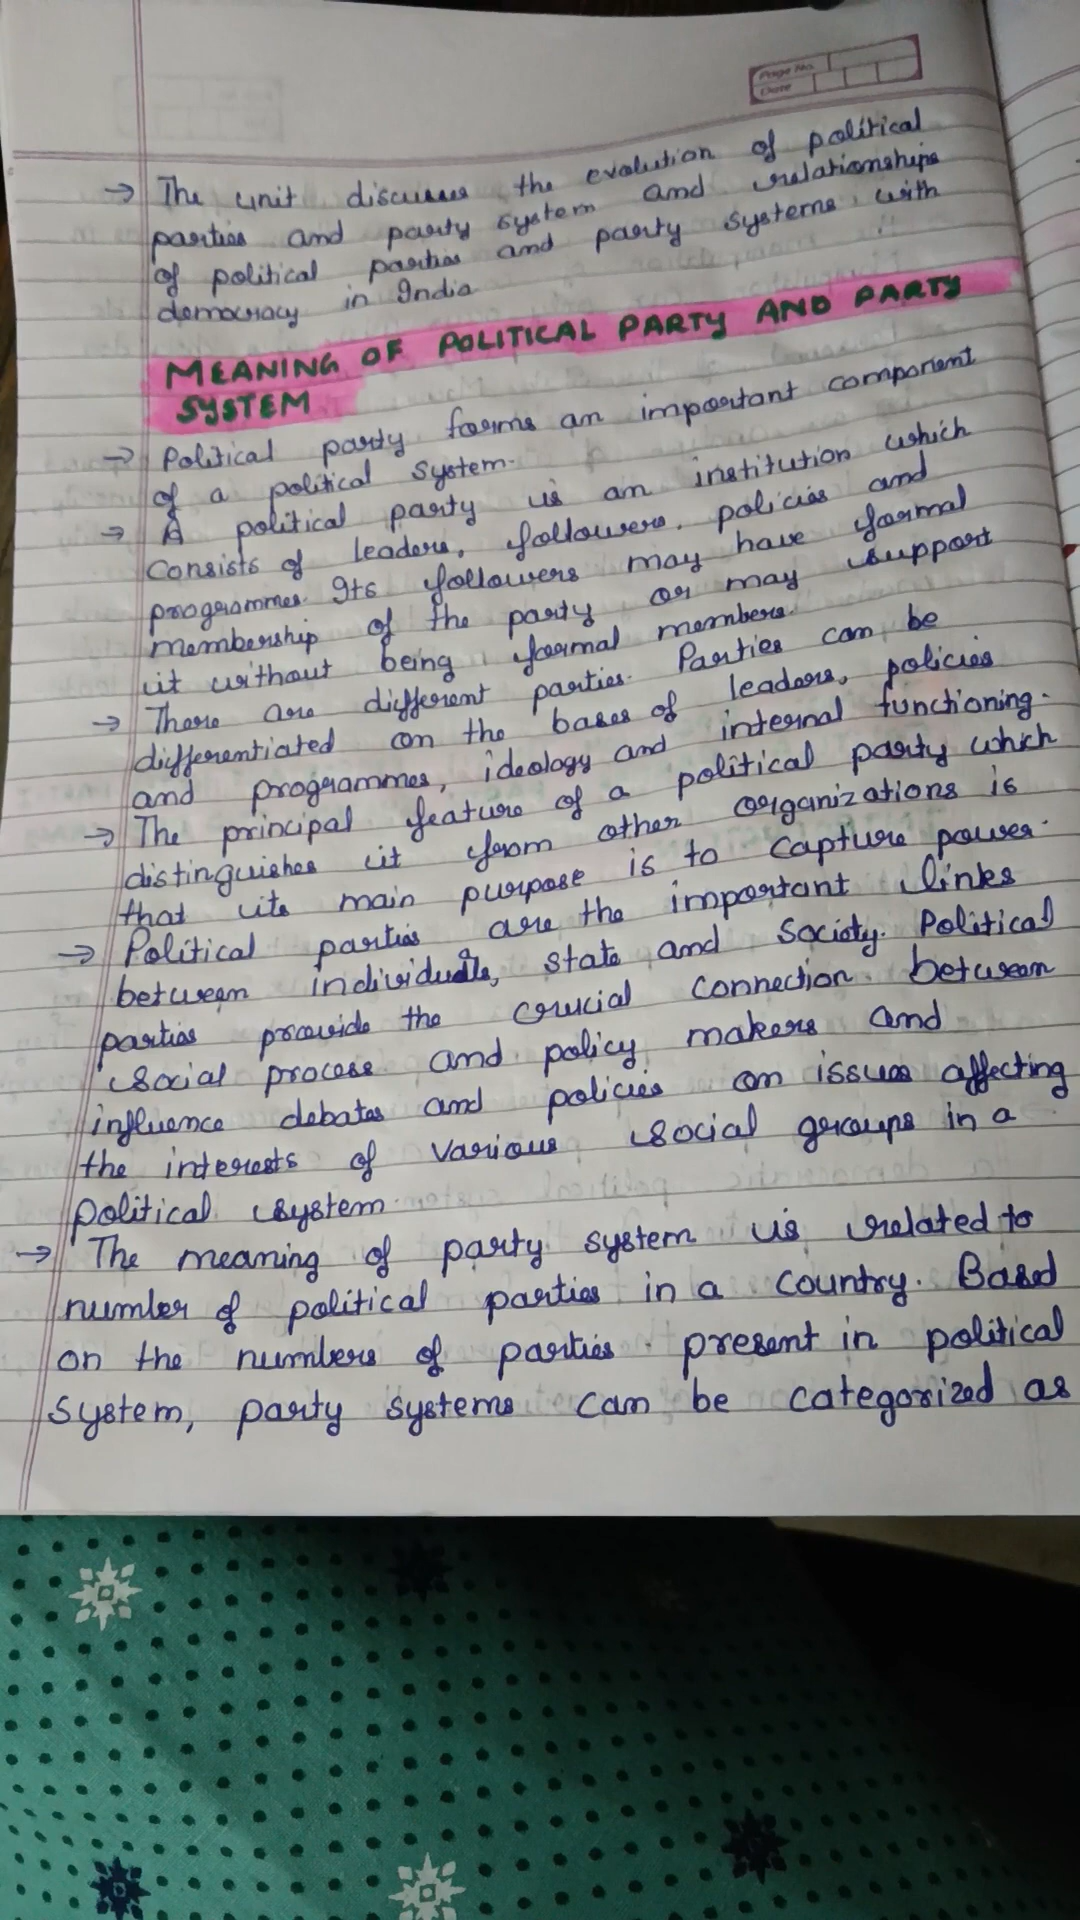 Page No.
Date
→ The unit discusses the evolution of political
parties and party system and relationships
of political parties and party systems with
democracy in India
MEANING OF POLITICAL PARTY AND PARTY
SYSTEM
→ Political party forms an important component
of a political system.
→ A political party is an institution which
consists of leaders, followers, policies and
programmes. Its followers may have formal
membership of the party or may support
it without being formal members.
→ There are different parties. Parties can be
differentiated on the bases of leaders, policies
and programmes, ideology and internal functioning.
→ The principal feature of a political party which
distinguishes it from other organizations is
that its main purpose is to capture power.
→ Political parties are the important links
between individuals, state and society. Political
parties provide the crucial connection between
social process and policy makers and
influence debates and policies on issues affecting
the interests of various social groups in a
political system.
→ The meaning of party system is related to
number of political parties in a country. Based
on the numbers of parties present in political
system, party systems can be categorized as